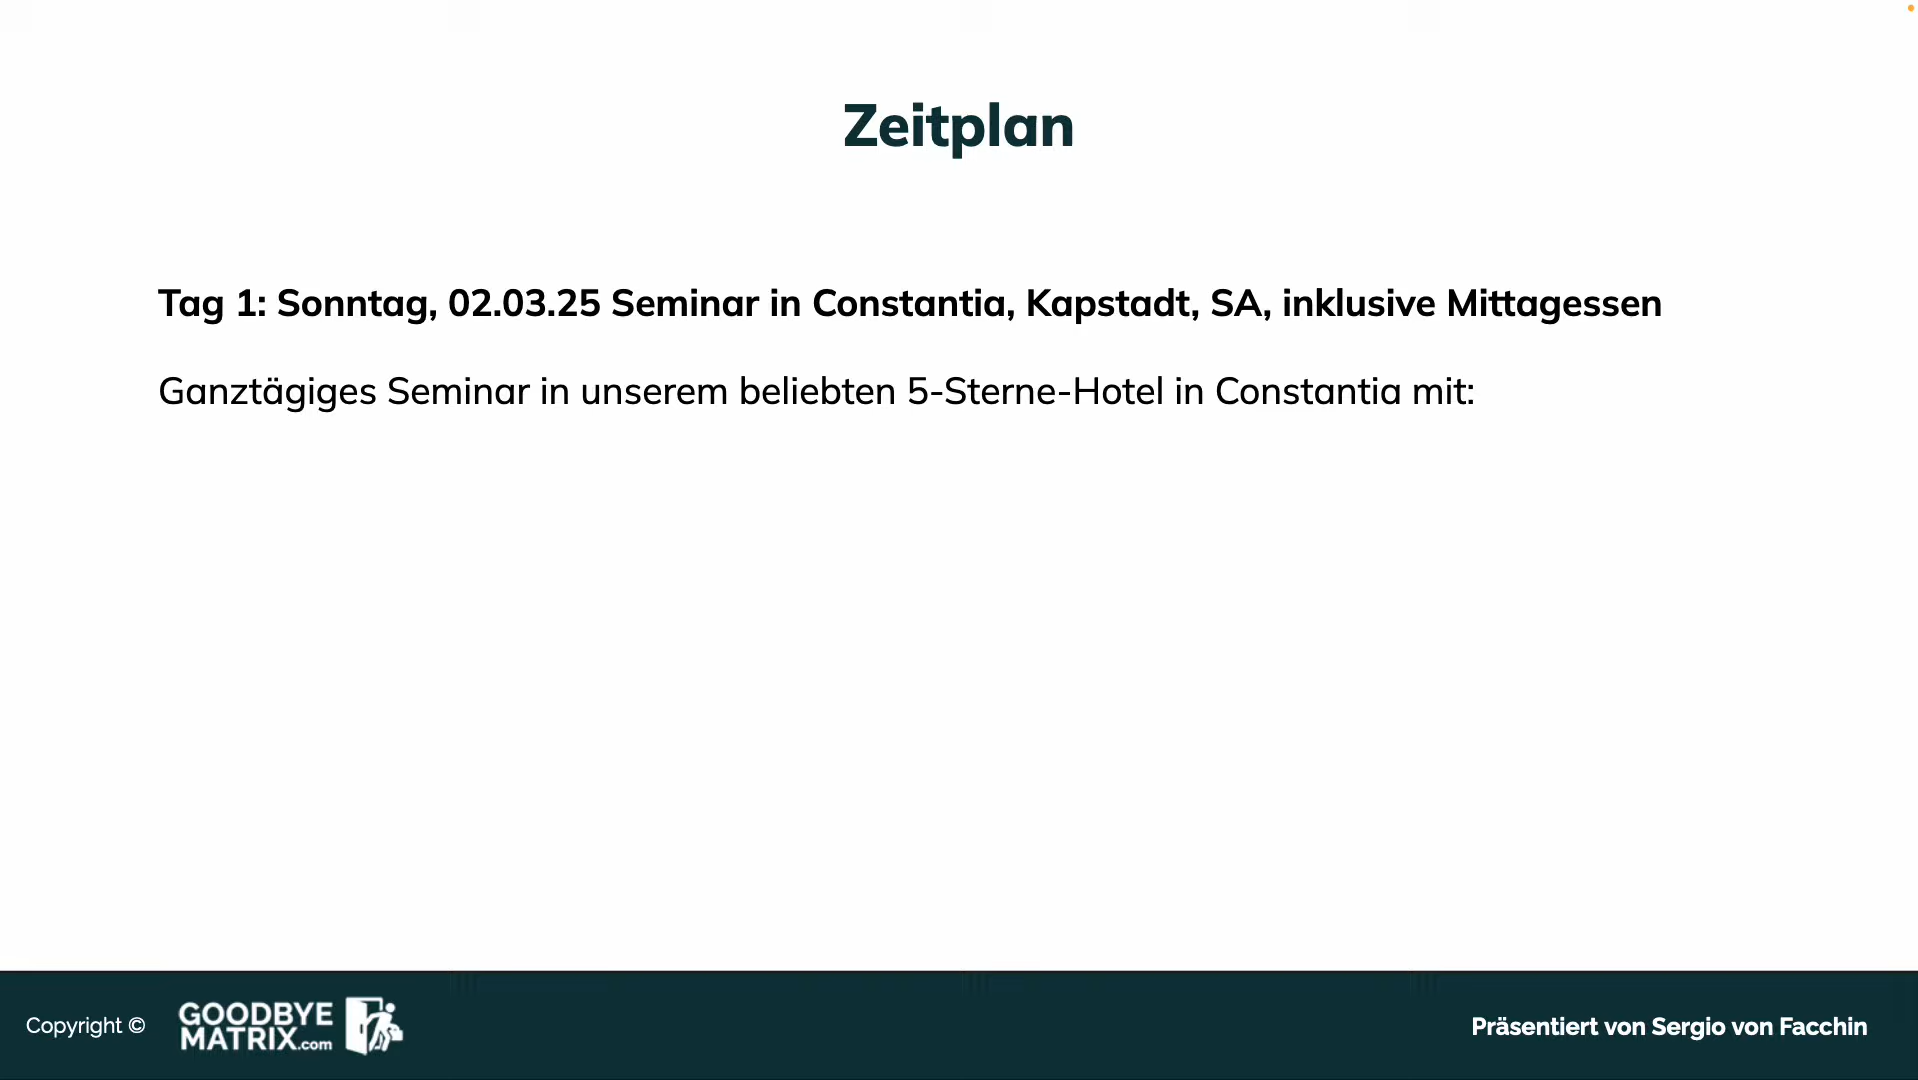 Zeitplan
Tag 1: Sonntag, 02.03.25 Seminar in Constantia, Kapstadt, SA, inklusive Mittagessen
Ganztägiges Seminar in unserem beliebten 5-Sterne-Hotel in Constantia mit:
Copyright ©
GOODBYE
MATRIX.com
Präsentiert von Sergio von Facchin